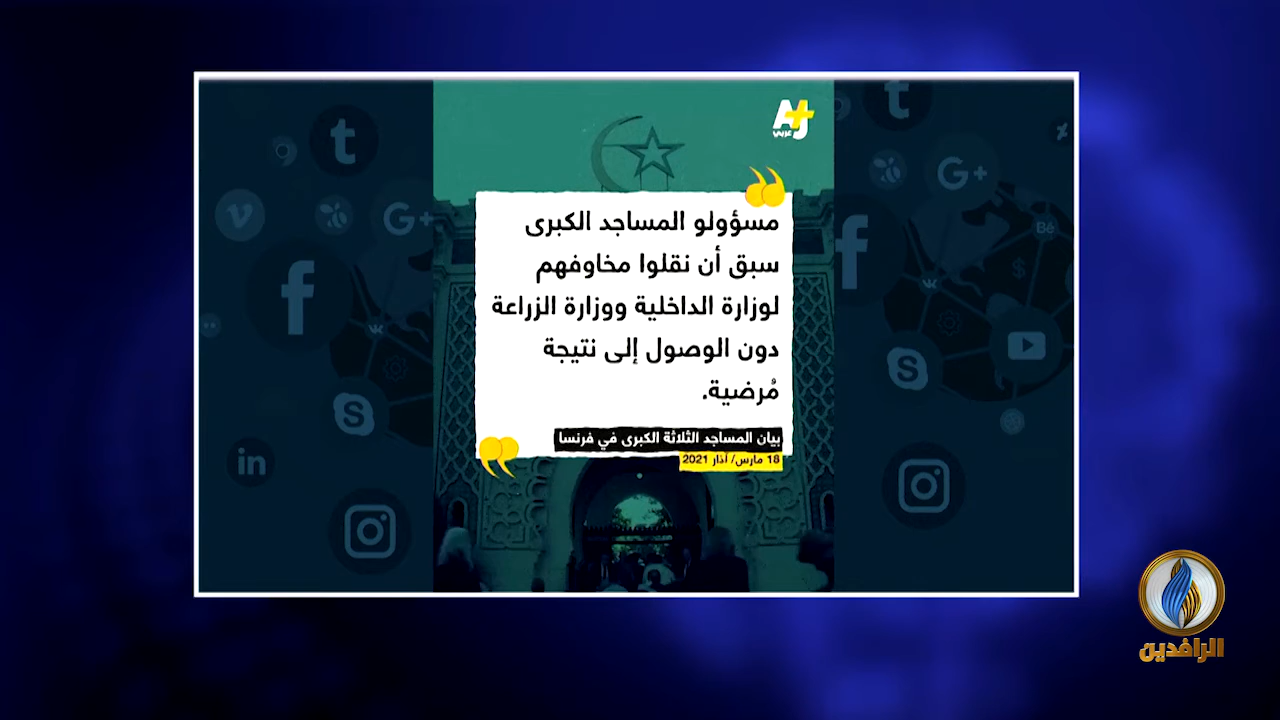 عربي
مسؤولو المساجد الكبرى
سبق أن نقلوا مخاوفهم
لوزارة الداخلية ووزارة الزراعة
دون الوصول إلى نتيجة
مُرضية.
بيان المساجد الثلاثة الكبرى في فرنسا
18 مارس/ آذار 2021
الرافدين